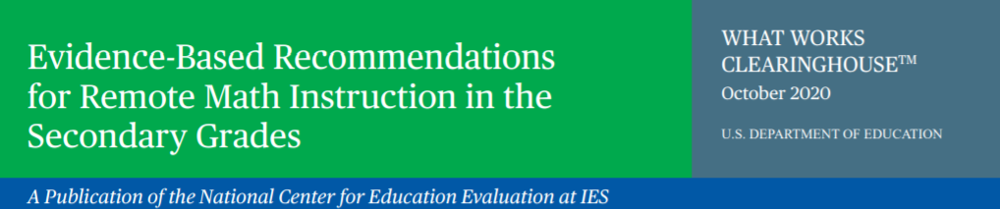 Evidence-Based Recommendations
for Remote Math Instruction in the
Secondary Grades
WHAT WORKS
CLEARINGHOUSE™
October 2020
U.S. DEPARTMENT OF EDUCATION
A Publication of the National Center for Education Evaluation at IES